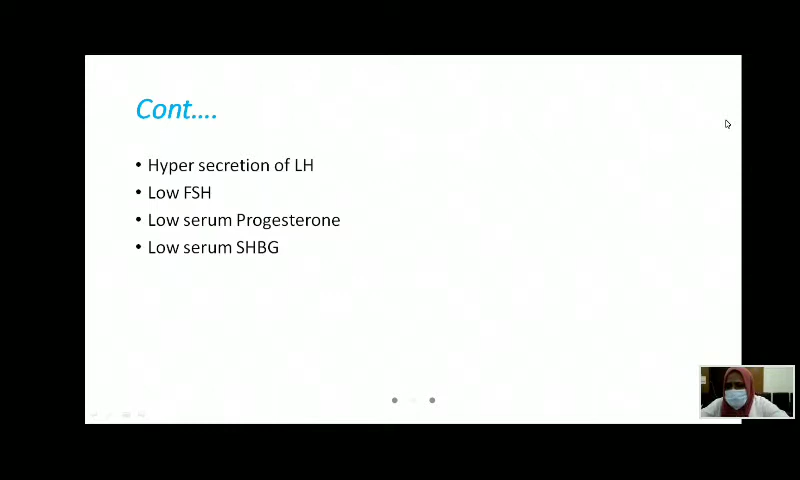 Cont....
• Hyper secretion of LH
• Low FSH
• Low serum Progesterone
• Low serum SHBG